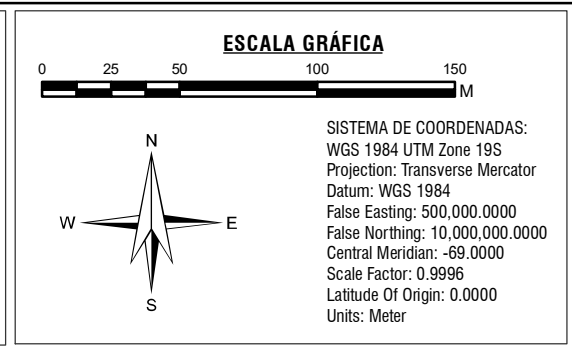 ESCALA GRÁFICA
0 25 50 100 150
M
N
W E
S
SISTEMA DE COORDENADAS:
WGS 1984 UTM Zone 19S
Projection: Transverse Mercator
Datum: WGS 1984
False Easting: 500,000.0000
False Northing: 10,000,000.0000
Central Meridian: -69.0000
Scale Factor: 0.9996
Latitude Of Origin: 0.0000
Units: Meter